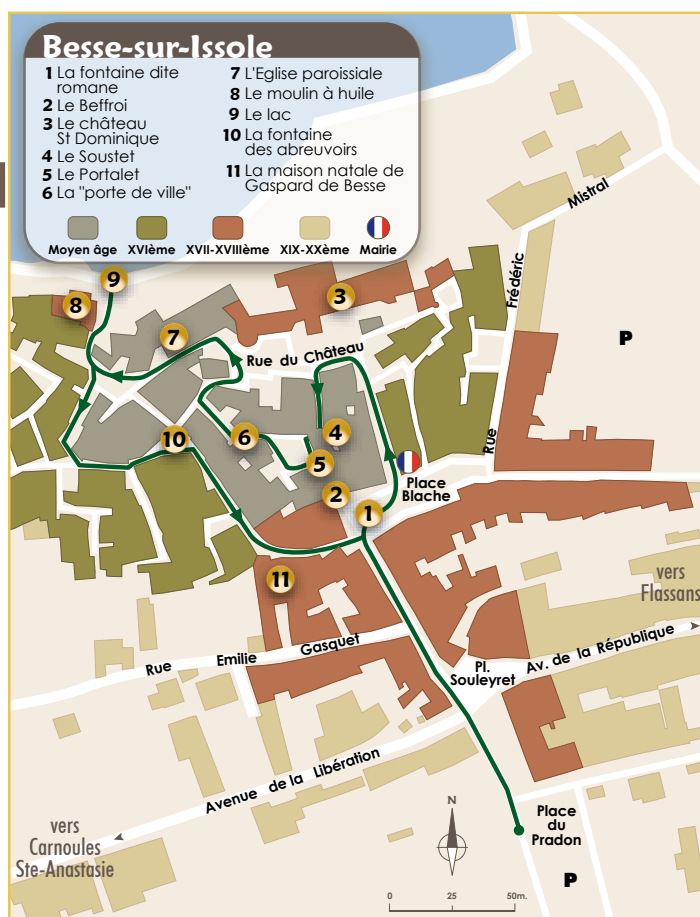 Besse-sur-Issole
1 La fontaine dite
romane
2 Le Beffroi
3 Le château
St Dominique
4 Le Soustet
5 Le Portalet
6 La "porte de ville"
7 L'Eglise paroissiale
8 Le moulin à huile
9 Le lac
10 La fontaine
des abreuvoirs
11 La maison natale de
Gaspard de Besse
Moyen âge
XVIème
XVII-XVIIIème
XIX-XXème
Mairie
Mistral
Frédéric
Rue
9
8
3
7
P
Rue du Château
4
10
6
5
Place
Blache
2
1
11
vers
Flassans
Rue Emilie Gasquet
Av. de la République
Pl.
Souleyret
Avenue de la Libération
vers
Carnoules
Ste-Anastasie
N
Place
du
Pradon
P
0 25 50m.